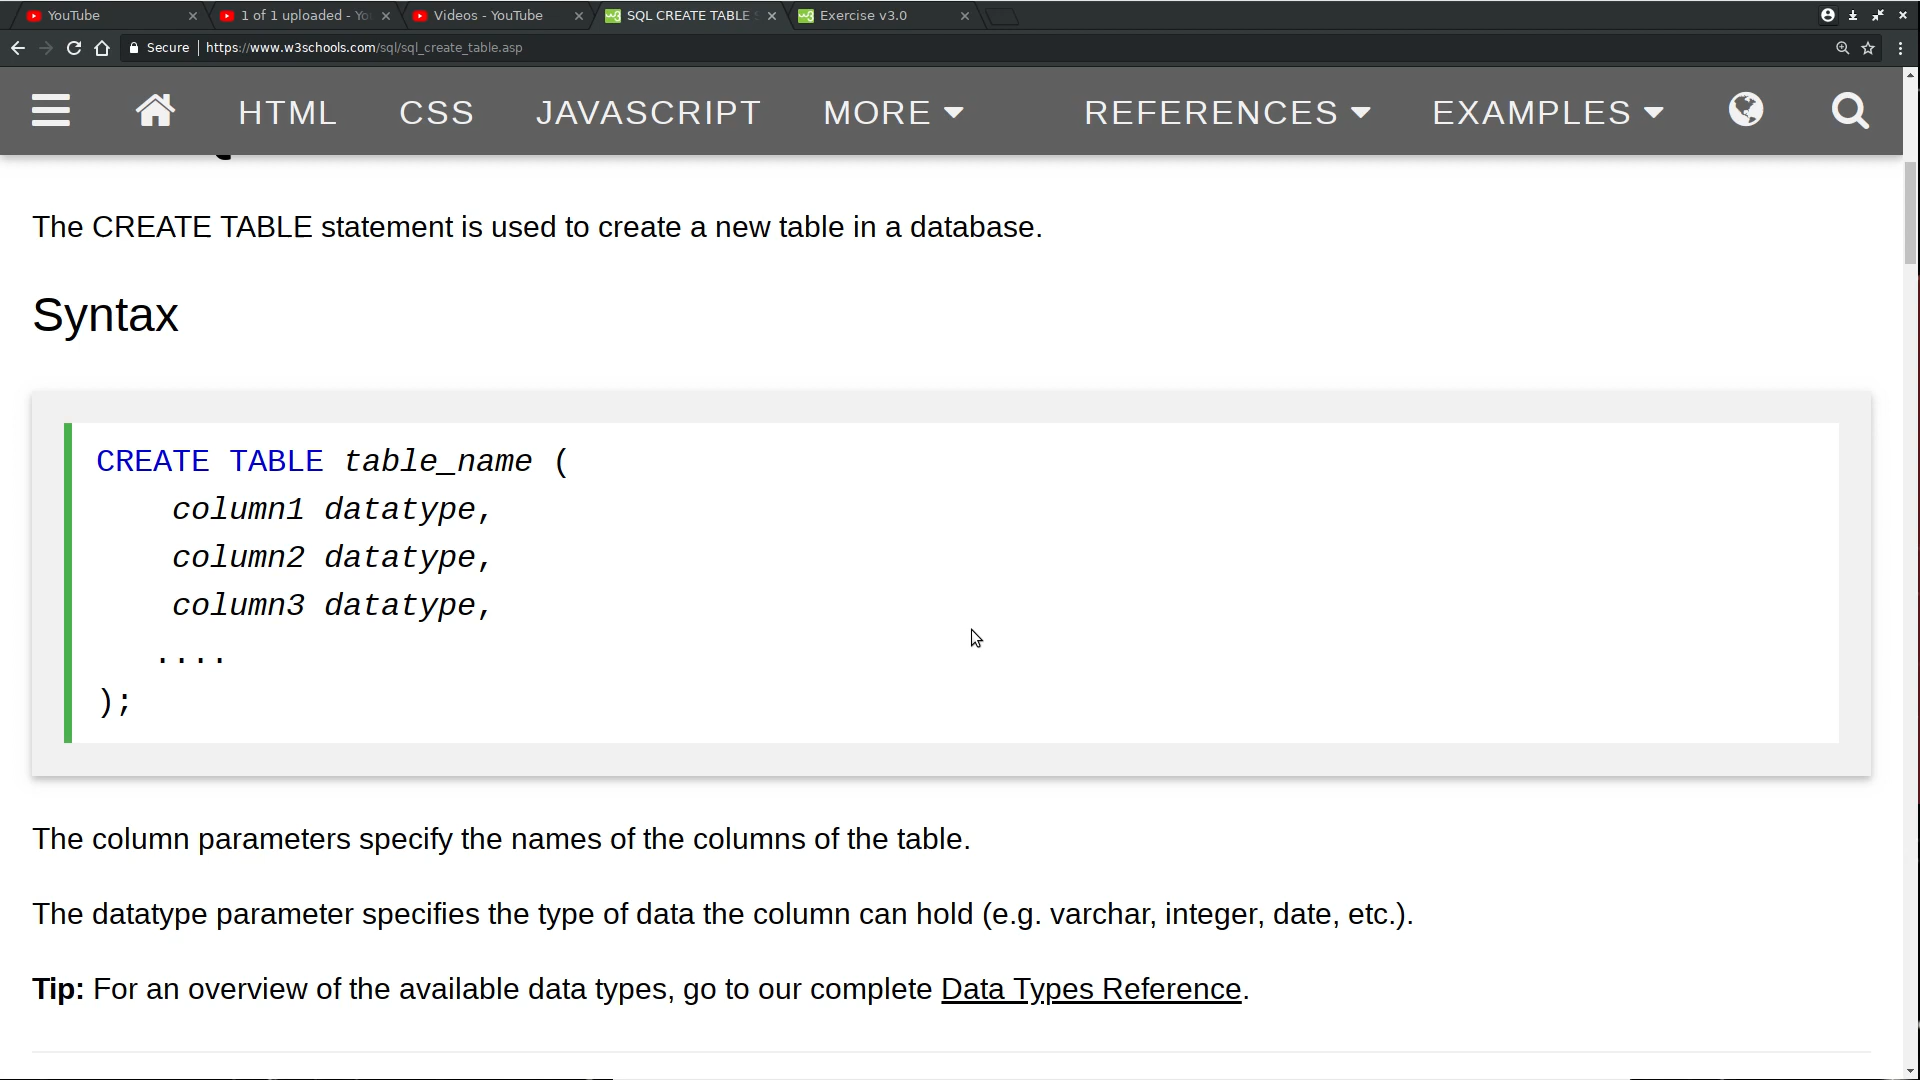 YouTube
1 of 1 uploaded - Yo
Videos - YouTube
SQL CREATE TABLE
Exercise v3.0
Secure
https://www.w3schools.com/sql/sql_create_table.asp
HTML CSS JAVASCRIPT MORE REFERENCES EXAMPLES
The CREATE TABLE statement is used to create a new table in a database.
Syntax
CREATE TABLE table_name (
column1 datatype,
column2 datatype,
column3 datatype,
....
);
The column parameters specify the names of the columns of the table.
The datatype parameter specifies the type of data the column can hold (e.g. varchar, integer, date, etc.).
Tip: For an overview of the available data types, go to our complete Data Types Reference.